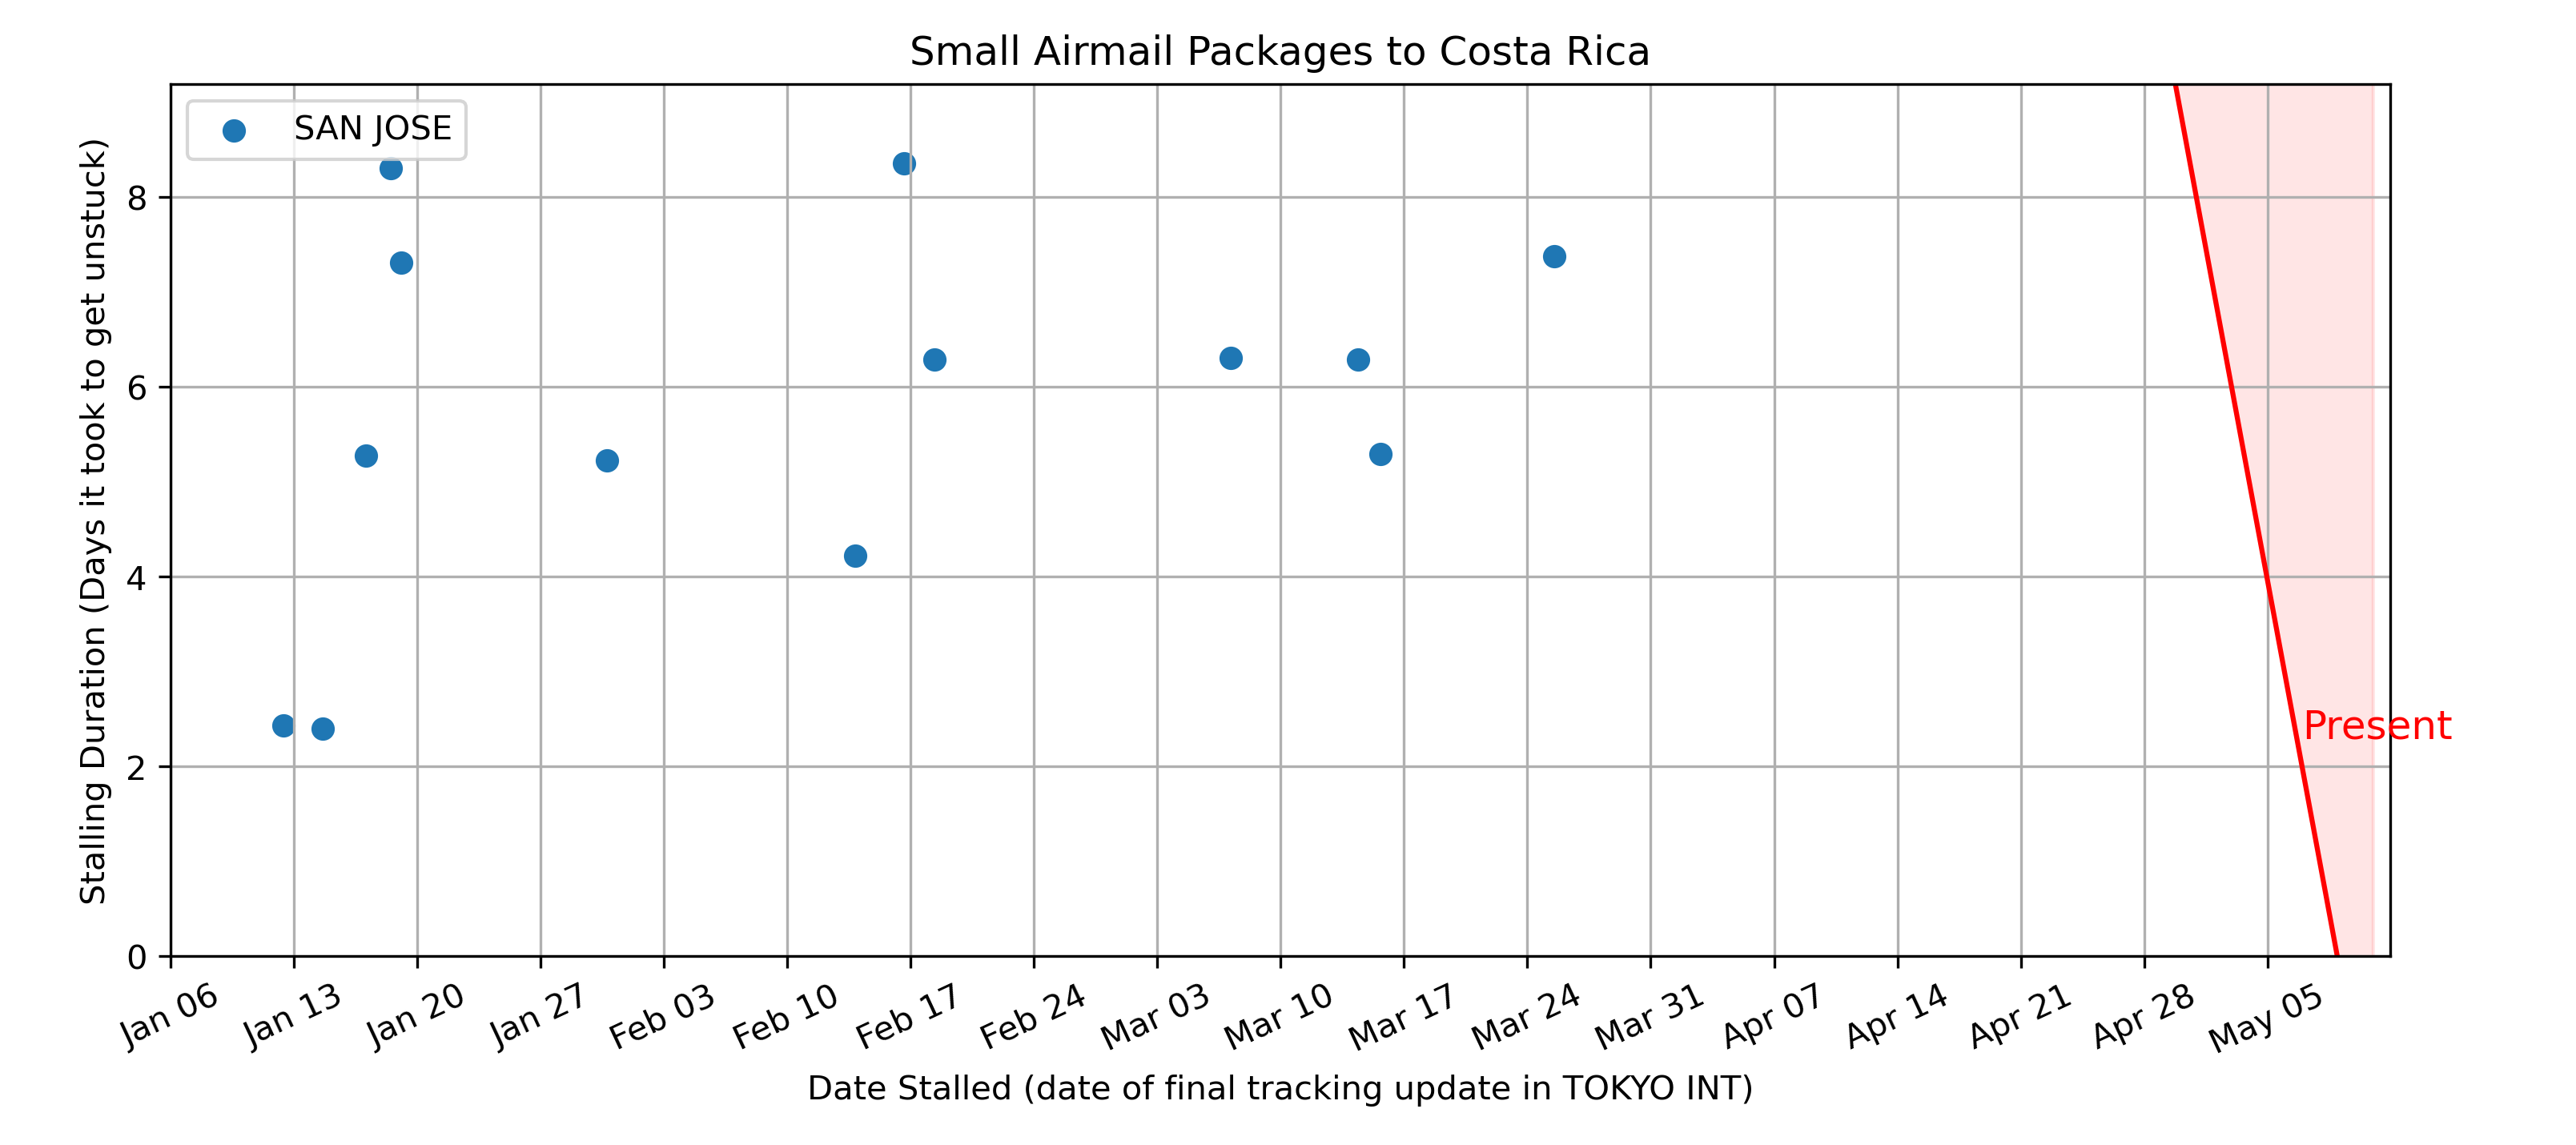 Small Airmail Packages to Costa Rica
SAN JOSE
Stalling Duration (Days it took to get unstuck)
8
6
4
2
0
Present
Jan 06
Jan 13
Jan 20
Jan 27
Feb 03
Feb 10
Feb 17
Feb 24
Mar 03
Mar 10
Mar 17
Mar 24
Mar 31
Apr 07
Apr 14
Apr 21
Apr 28
May 05
Date Stalled (date of final tracking update in TOKYO INT)